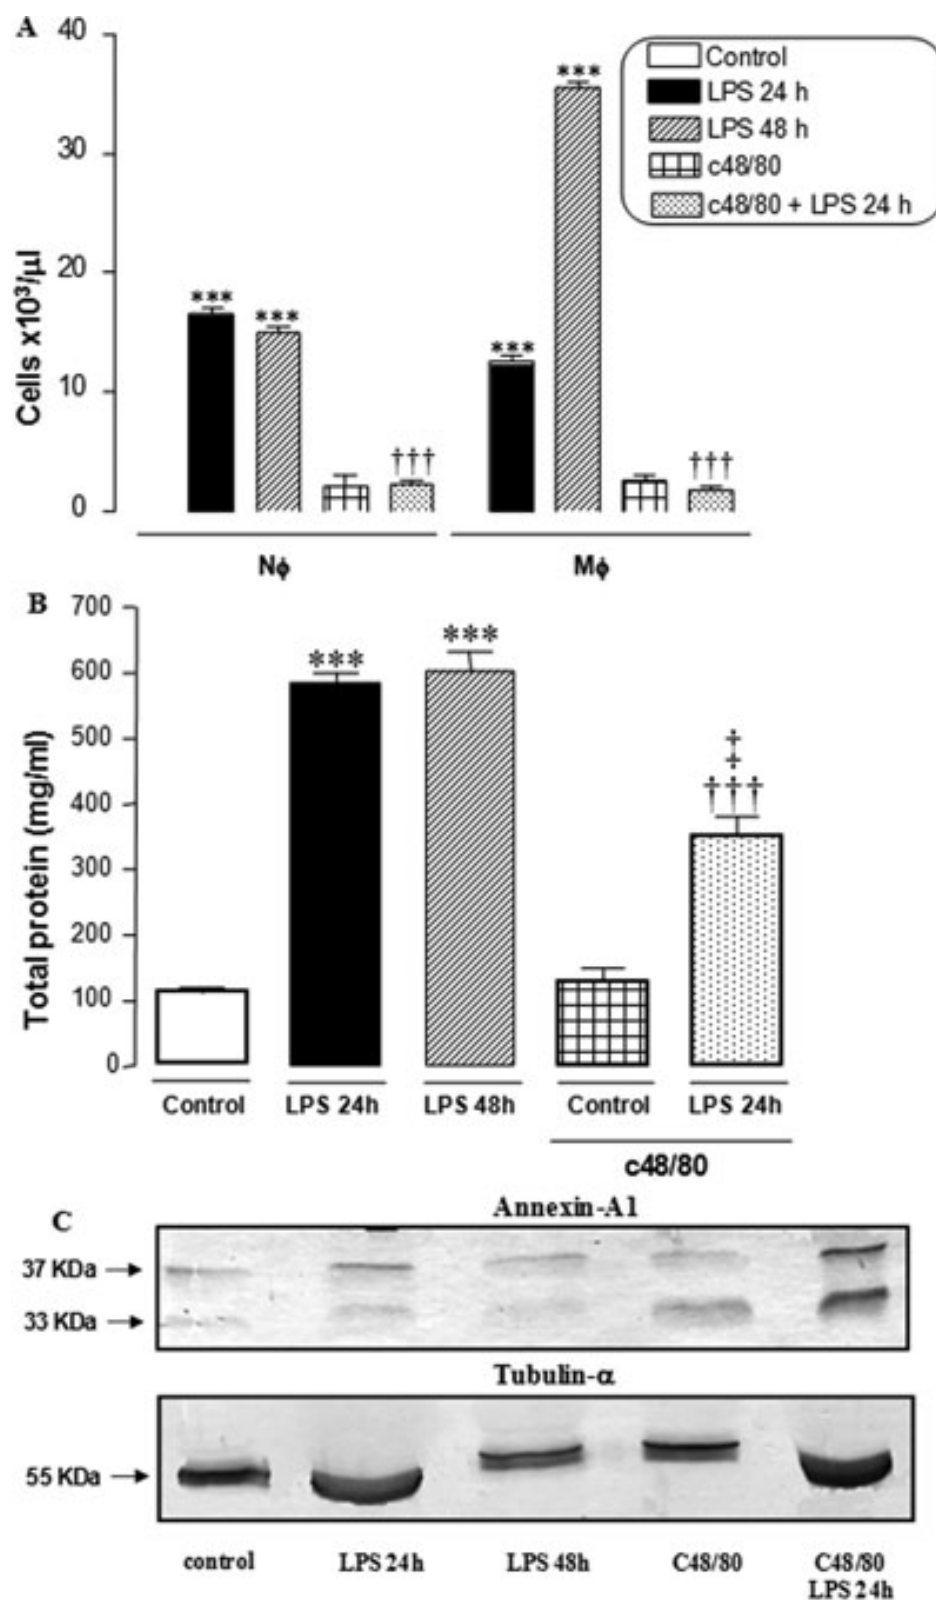 A
40
30
20
10
0
Cells x10³/µl
***
***
†††
***
***
†††
Control
LPS 24 h
LPS 48 h
c48/80
c48/80 + LPS 24 h
Nϕ
Mϕ
B
700
600
500
400
300
200
100
0
Total protein (mg/ml)
***
***
‡
†††
Control
LPS 24h
LPS 48h
Control
LPS 24h
c48/80
C
Annexin-A1
37 KDa
33 KDa
Tubulin-α
55 KDa
control
LPS 24h
LPS 48h
C48/80
C48/80
LPS 24h